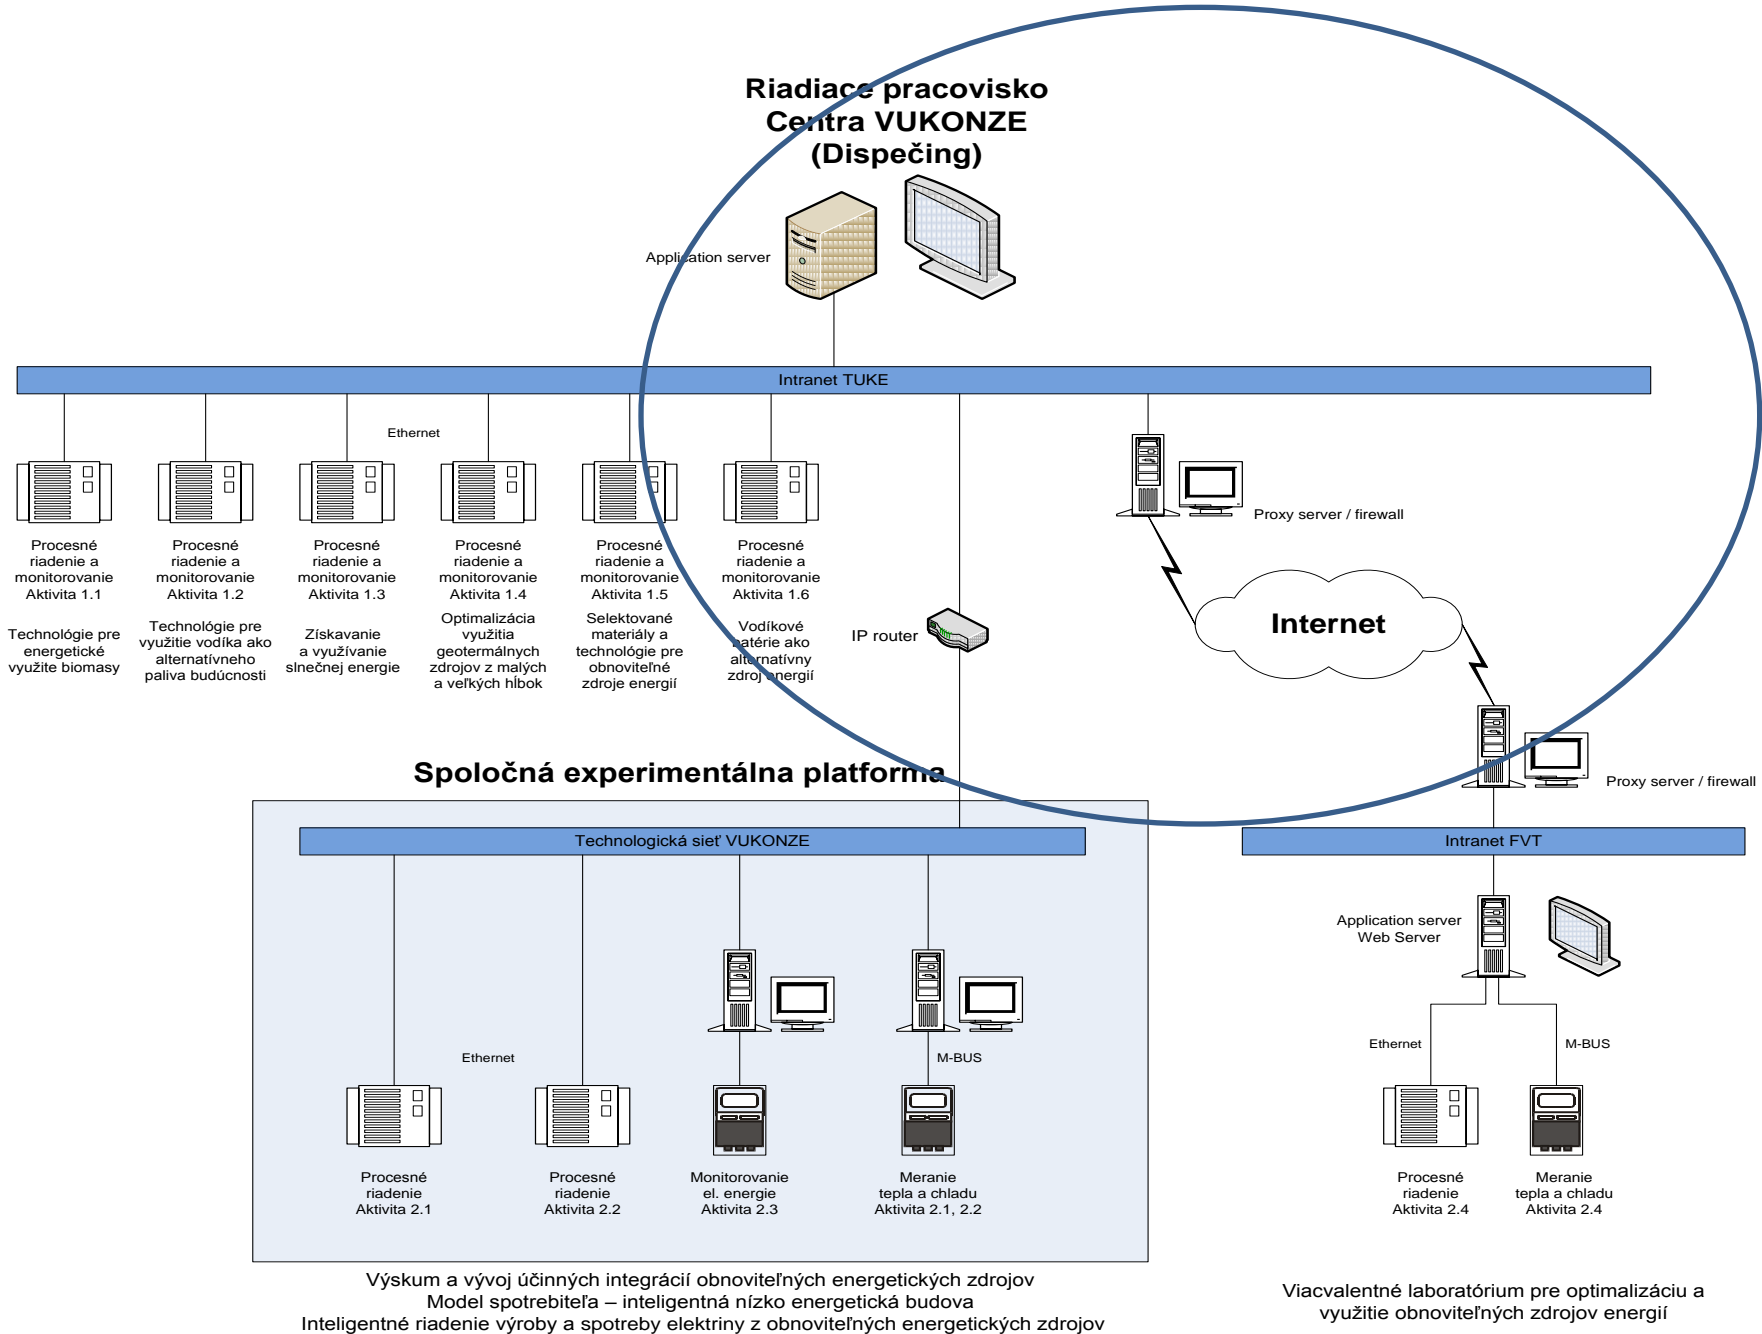 Riadiace pracovisko
Centra VUKONZE
(Dispečing)
Application server
Intranet TUKE
Ethernet
Procesné
riadenie a
monitorovanie
Aktivita 1.1
Technológie pre
energetické
využite biomasy
Procesné
riadenie a
monitorovanie
Aktivita 1.2
Technológie pre
využitie vodíka ako
alternatívneho
paliva budúcnosti
Procesné
riadenie a
monitorovanie
Aktivita 1.3
Získavanie
a využívanie
slnečnej energie
Procesné
riadenie a
monitorovanie
Aktivita 1.4
Optimalizácia
využitia
geotermálnych
zdrojov z malých
a veľkých hĺbok
Procesné
riadenie a
monitorovanie
Aktivita 1.5
Selektované
materiály a
technológie pre
obnoviteľné
zdroje energií
Procesné
riadenie a
monitorovanie
Aktivita 1.6
Vodíkové
batérie ako
alternatívny
zdroj energií
IP router
Proxy server / firewall
Internet
Proxy server / firewall
Spoločná experimentálna platforma
Technologická sieť VUKONZE
Ethernet
M-BUS
Procesné
riadenie
Aktivita 2.1
Procesné
riadenie
Aktivita 2.2
Monitorovanie
el. energie
Aktivita 2.3
Meranie
tepla a chladu
Aktivita 2.1, 2.2
Výskum a vývoj účinných integrácií obnoviteľných energetických zdrojov
Model spotrebiteľa – inteligentná nízko energetická budova
Inteligentné riadenie výroby a spotreby elektriny z obnoviteľných energetických zdrojov
Intranet FVT
Application server
Web Server
Ethernet
M-BUS
Procesné
riadenie
Aktivita 2.4
Meranie
tepla a chladu
Aktivita 2.4
Viacvalentné laboratórium pre optimalizáciu a
využitie obnoviteľných zdrojov energií